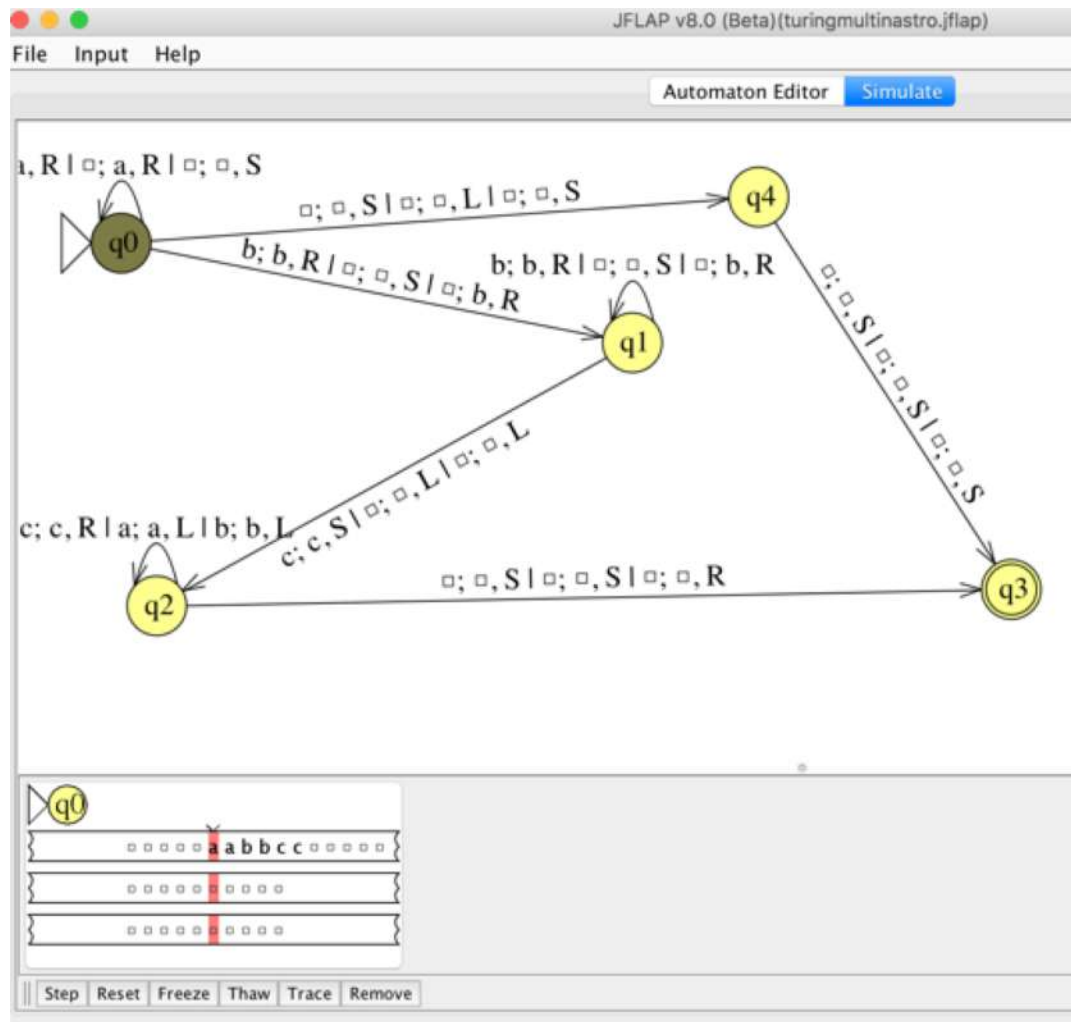 JFLAP v8.0 (Beta)(turingmultinastro.jflap)
File Input Help
Automaton Editor Simulate
a, R | □; a, R | □; □, S
q0
□; □, S | □; □, L | □; □, S
q4
b; b, R | □; □, S | □; b, R
b; b, R | □; □, S | □; b, R
q1
□; □, S | □; □, S | □; □, S
c; c, S | □; □, L | □; □, L
c; c, R | a; a, L | b; b, L
q2
□; □, S | □; □, S | □; □, R
q3
q0
□ □ □ □ □ a a b b c c □ □ □ □ □
□ □ □ □ □ □ □ □ □ □
□ □ □ □ □ □ □ □ □ □
Step Reset Freeze Thaw Trace Remove